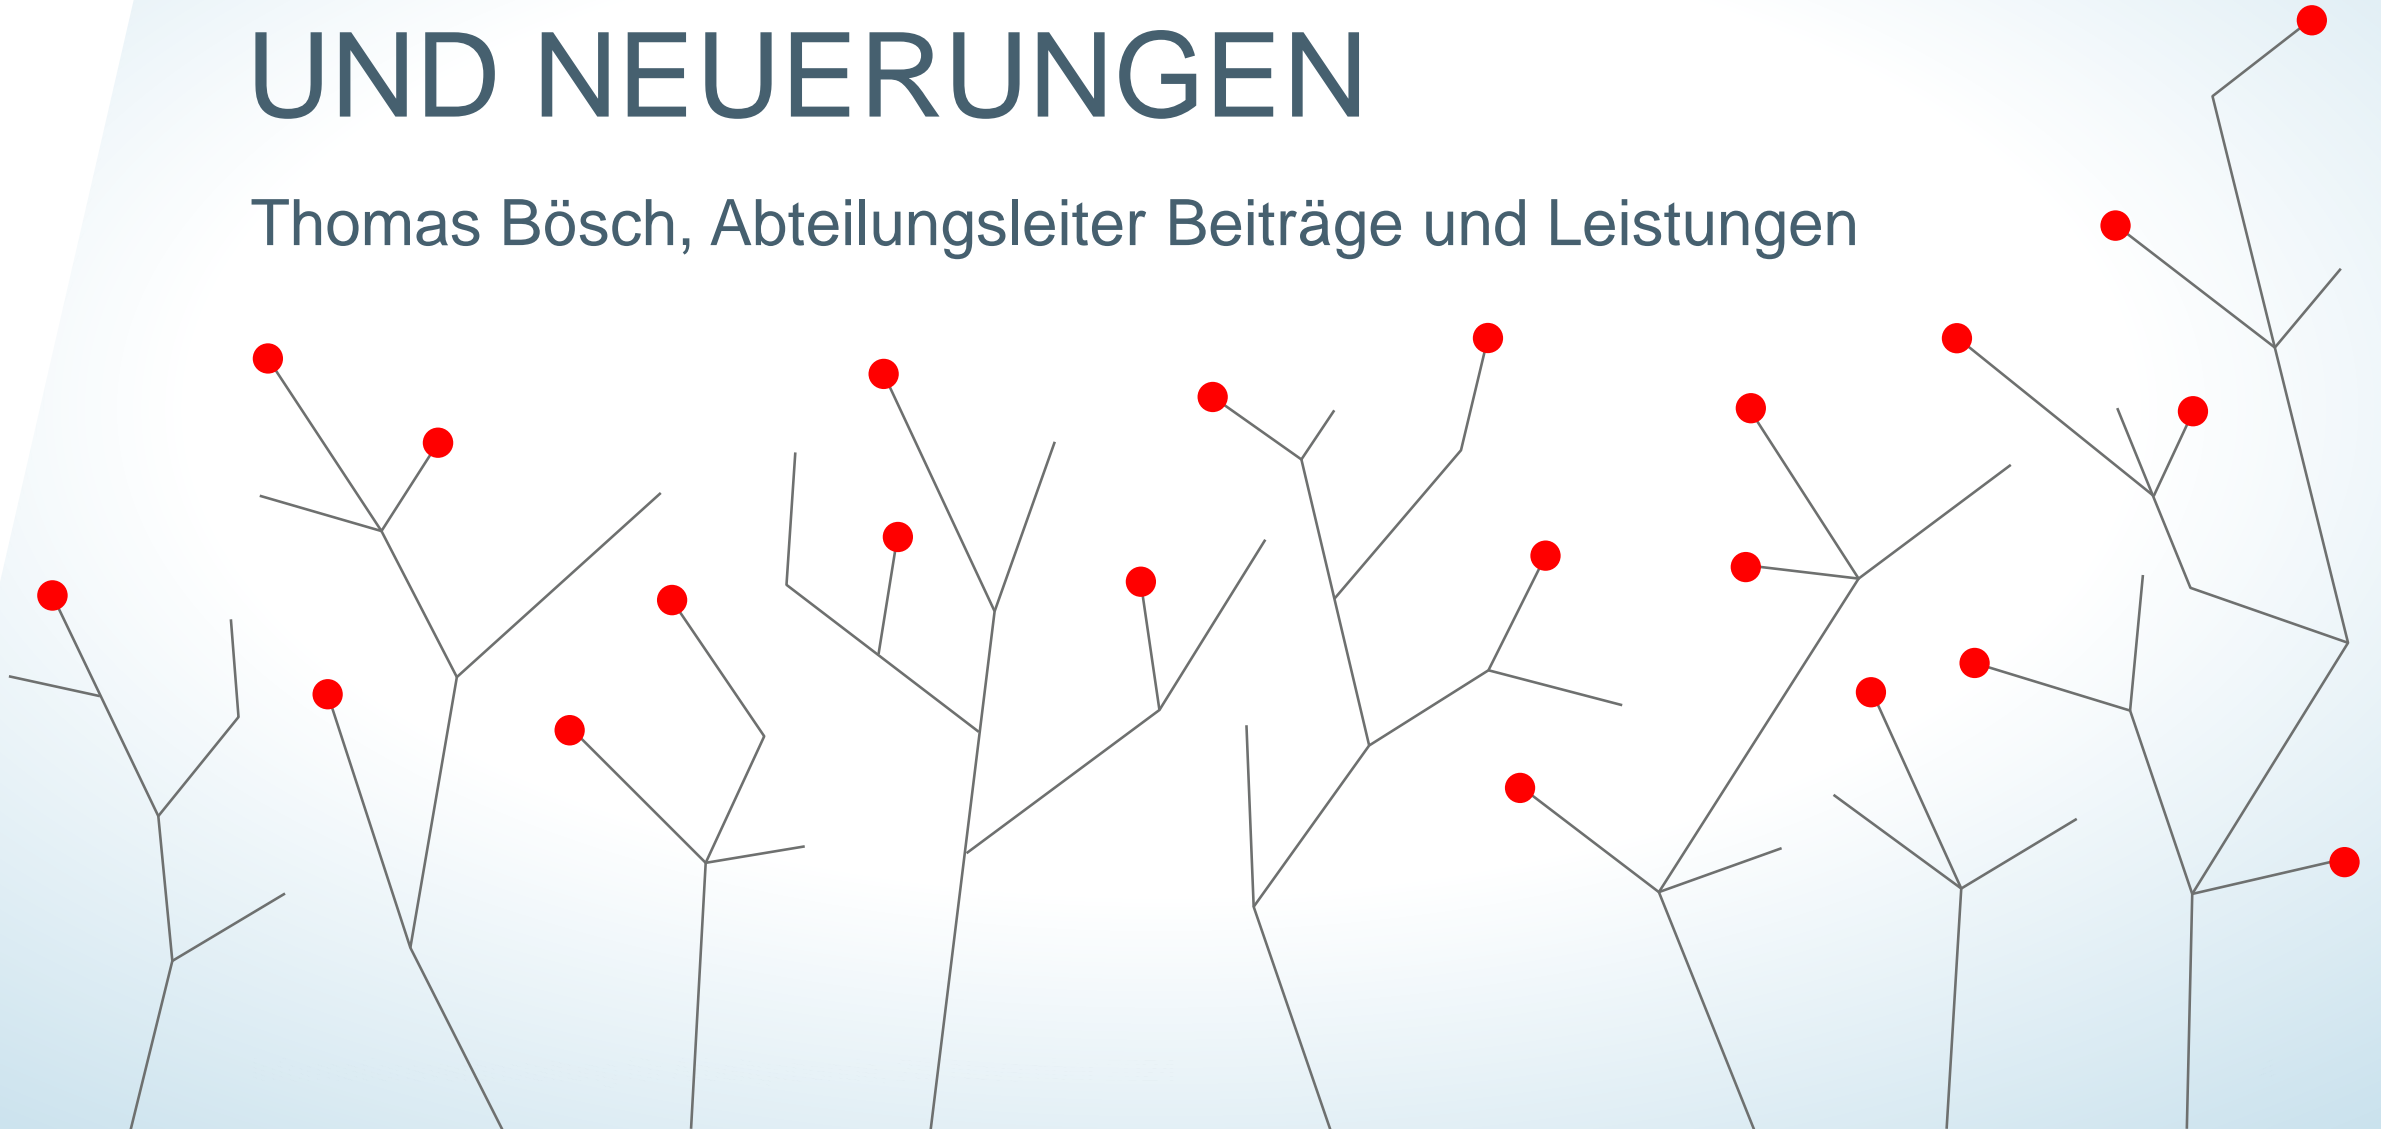 UND NEUERUNGEN
Thomas Bösch, Abteilungsleiter Beiträge und Leistungen